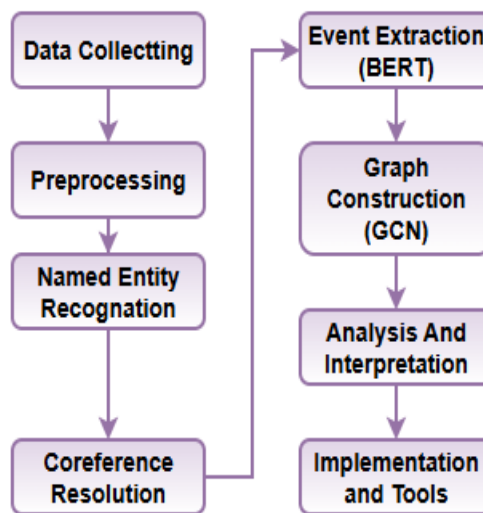 Data Collectting
Preprocessing
Named Entity
Recognation
Coreference
Resolution
Event Extraction
(BERT)
Graph
Construction
(GCN)
Analysis And
Interpretation
Implementation
and Tools